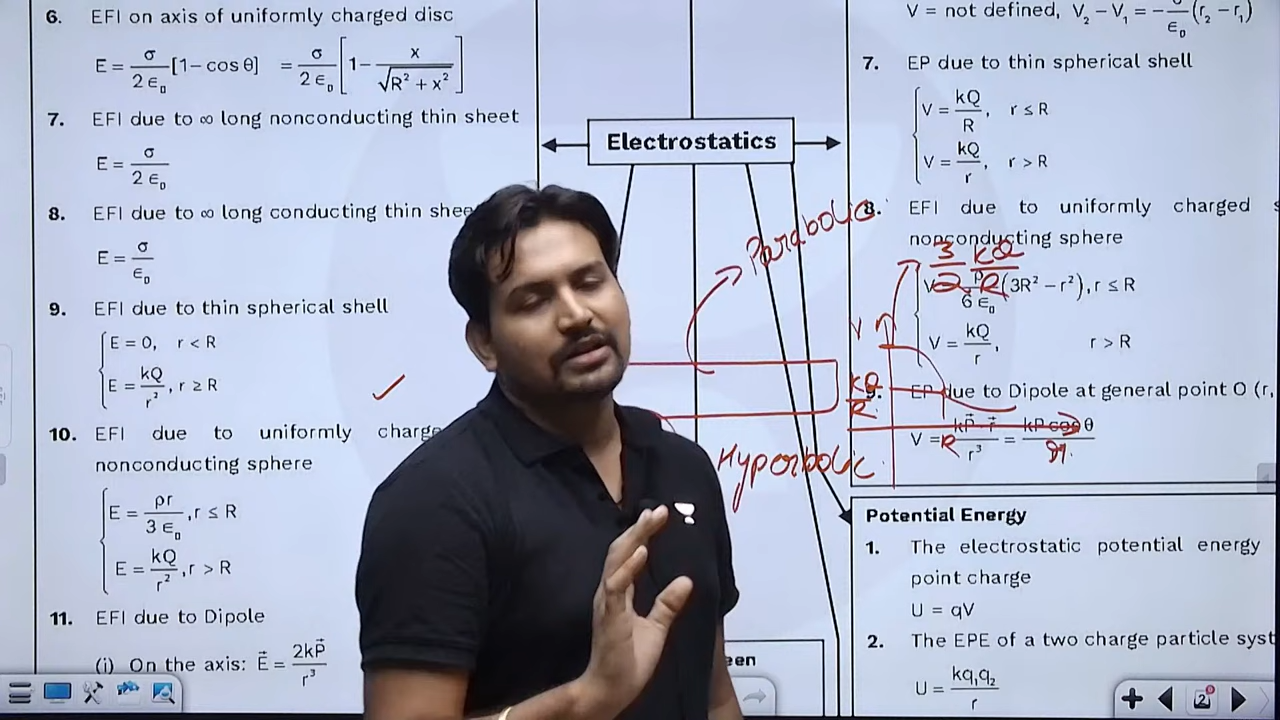 6. EFI on axis of uniformly charged disc
E = σ/2ϵ₀ [1 − cos θ] = σ/2ϵ₀ [1 − x/√(R² + x²)]
7. EFI due to ∞ long nonconducting thin sheet
E = σ/2ϵ₀
8. EFI due to ∞ long conducting thin shee
E = σ/ϵ₀
9. EFI due to thin spherical shell
E = 0, r < R
E = kQ/r², r ≥ R
10. EFI due to uniformly charge
nonconducting sphere
E = ρr/3ϵ₀, r ≤ R
E = kQ/r², r > R
11. EFI due to Dipole
(i) On the axis: E⃗ = 2kP⃗/r³
Electrostatics
Parabolic
Hyperbolic
een
V = not defined, V₂ − V₁ = −σ/ϵ₀ (r₂ − r₁)
7. EP due to thin spherical shell
V = kQ/R, r ≤ R
V = kQ/r, r > R
8. EFI due to uniformly charged s
nonconducting sphere
3/2 kQ/R
V = ρ/6ϵ₀ (3R² − r²), r ≤ R
V = kQ/r, r > R
V
kQ/R
9. EP due to Dipole at general point O (r,
V = kP⃗·r⃗/r³ = kP cos θ
R
r
Potential Energy
1. The electrostatic potential energy
point charge
U = qV
2. The EPE of a two charge particle syst
U = kq₁q₂/r
2